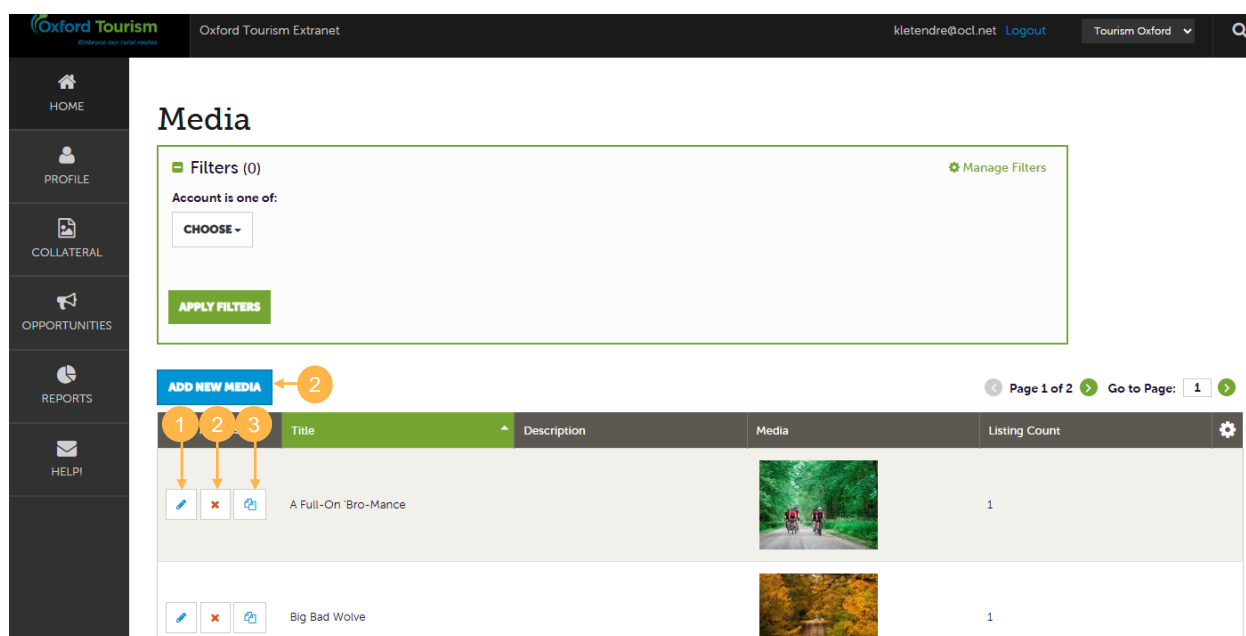 Oxford Tourism
Embrace our rural routes
Oxford Tourism Extranet
kletendre@ocl.net Logout
Tourism Oxford
HOME
PROFILE
COLLATERAL
OPPORTUNITIES
REPORTS
HELP!
Media
Filters (0)
Manage Filters
Account is one of:
CHOOSE
APPLY FILTERS
ADD NEW MEDIA
2
Page 1 of 2 Go to Page: 1
1 2 3 Title Description Media Listing Count
A Full-On 'Bro-Mance 1
Big Bad Wolve 1